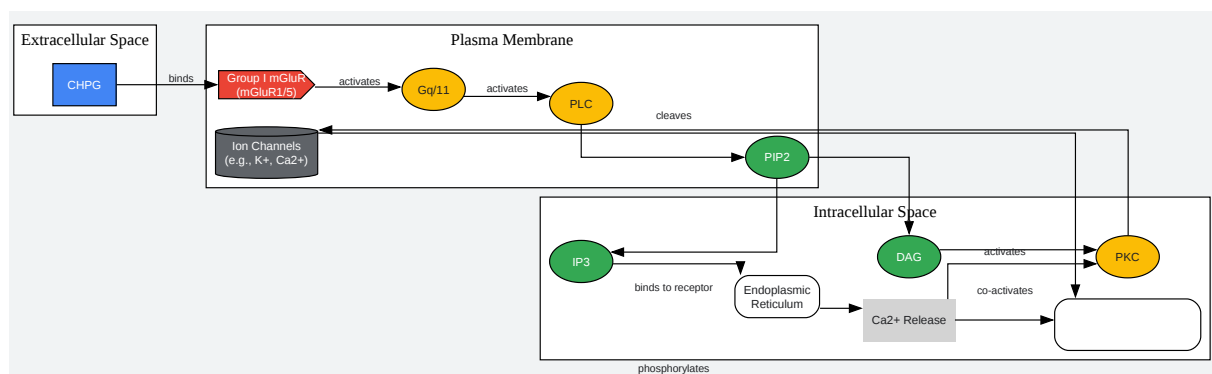 Extracellular Space
Plasma Membrane
CHPG
binds
Group I mGluR
(mGluR1/5)
activates
Gq/11
activates
PLC
cleaves
Ion Channels
(e.g., K+, Ca2+)
PIP2
Intracellular Space
IP3
DAG
activates
PKC
binds to receptor
Endoplasmic
Reticulum
co-activates
Ca2+ Release
phosphorylates